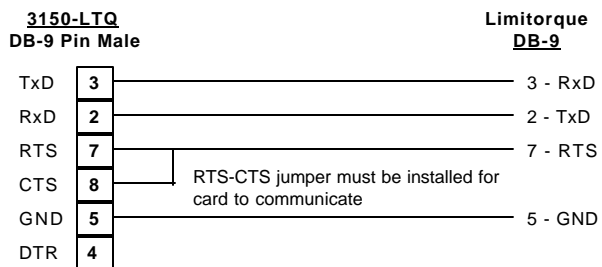 3150-LTQ
DB-9 Pin Male
Limitorque
DB-9
TxD 3 3 - RxD
RxD 2 2 - TxD
RTS 7 7 - RTS
CTS 8
RTS-CTS jumper must be installed for
card to communicate
GND 5 5 - GND
DTR 4